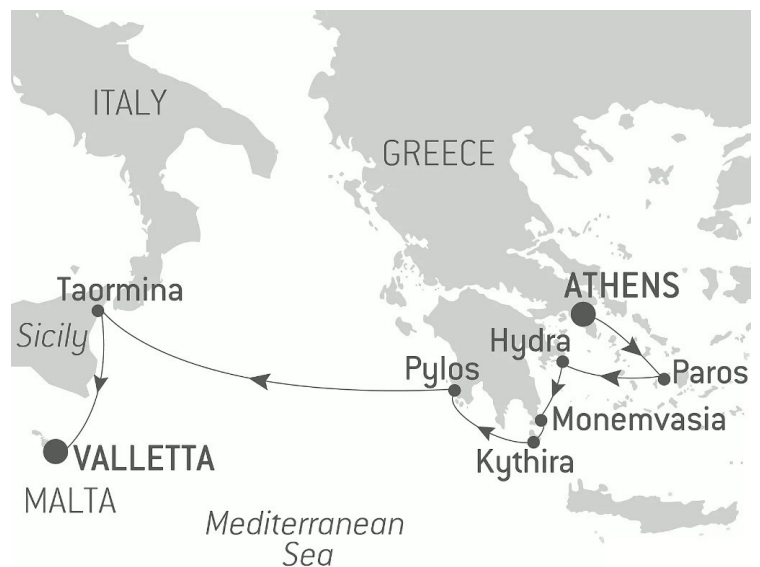 ITALY
GREECE
Taormina
ATHENS
Sicily
Hydra
Pylos
Paros
Monemvasia
VALLETTA
Kythira
MALTA
Mediterranean
Sea